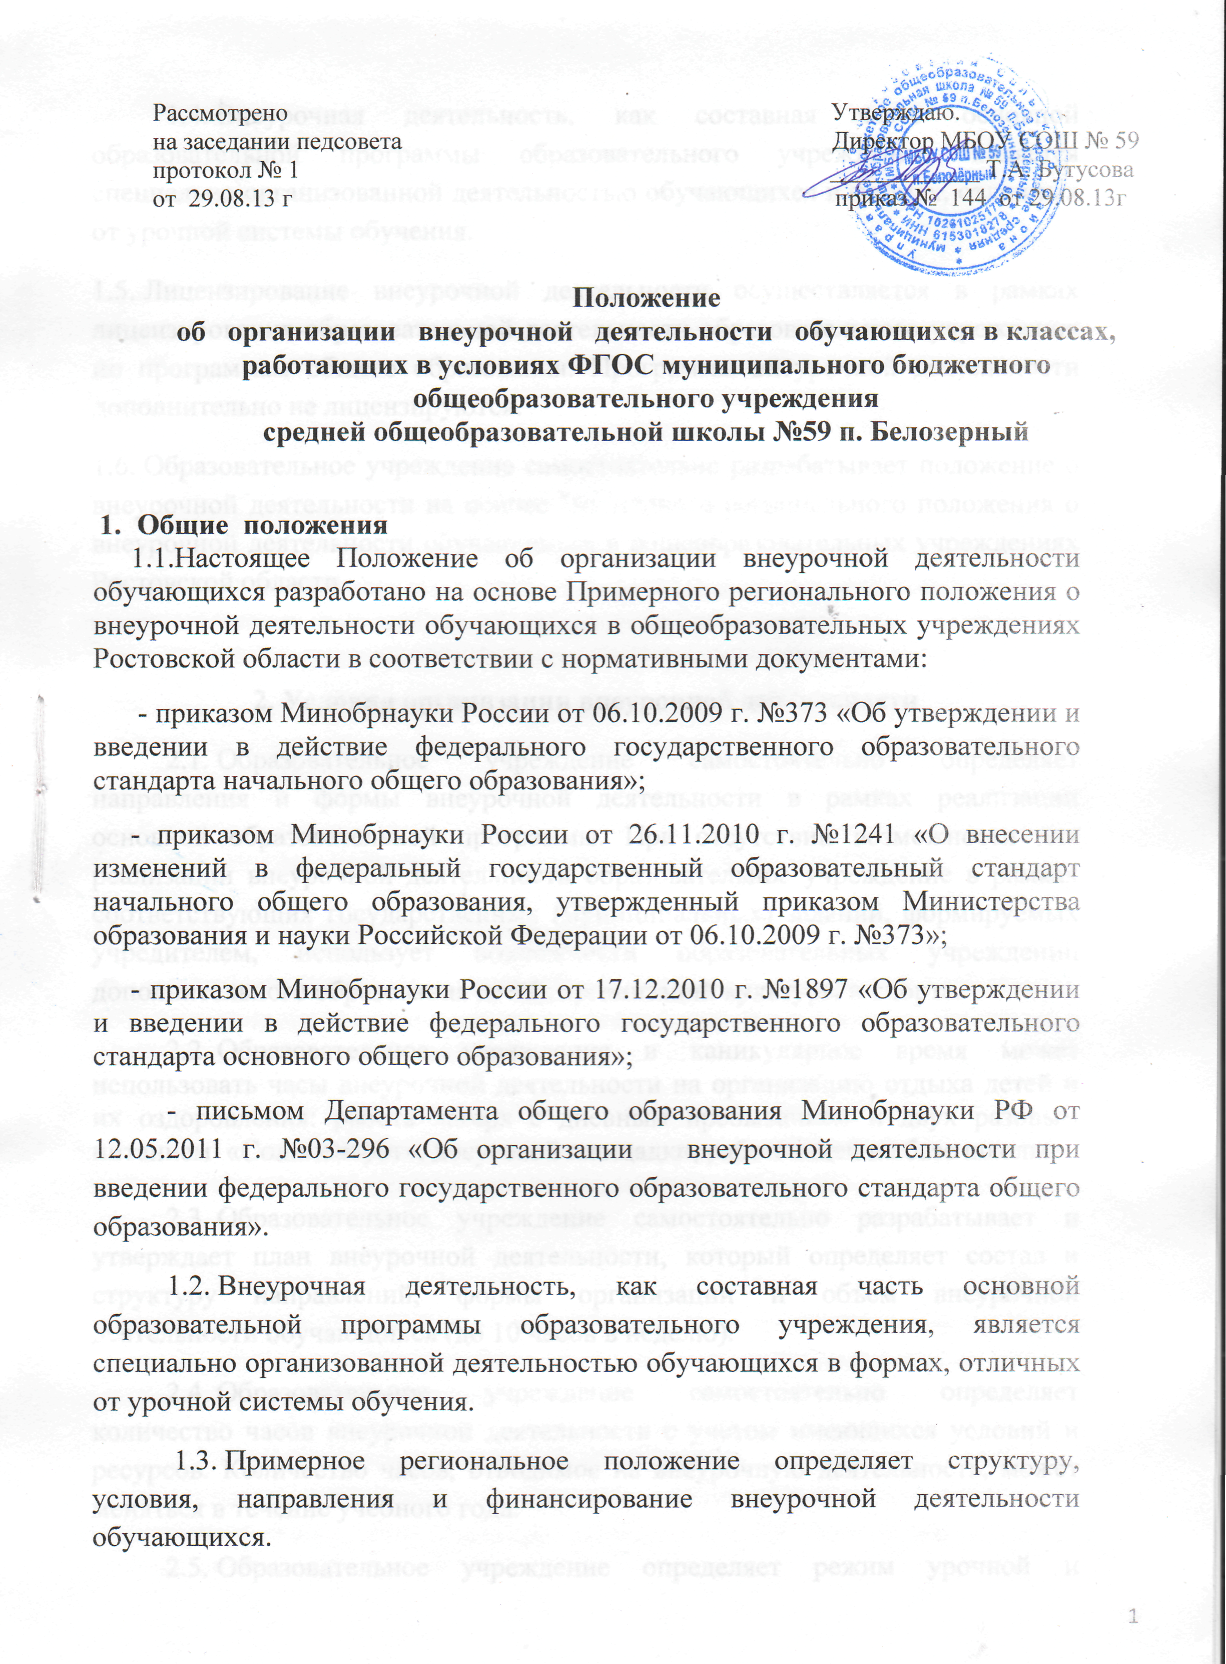 Рассмотрено
на заседании педсовета
протокол № 1
от 29.08.13 г
Утверждаю.
Директор МБОУ СОШ № 59
Т.А. Бутусова
приказ № 144 от 29.08.13г
МБОУ СОШ № 59
п.Белозёрный
Положение
об организации внеурочной деятельности обучающихся в классах,
работающих в условиях ФГОС муниципального бюджетного
общеобразовательного учреждения
средней общеобразовательной школы №59 п. Белозерный
1. Общие положения
1.1.Настоящее Положение об организации внеурочной деятельности
обучающихся разработано на основе Примерного регионального положения о
внеурочной деятельности обучающихся в общеобразовательных учреждениях
Ростовской области в соответствии с нормативными документами:
- приказом Минобрнауки России от 06.10.2009 г. №373 «Об утверждении и
введении в действие федерального государственного образовательного
стандарта начального общего образования»;
- приказом Минобрнауки России от 26.11.2010 г. №1241 «О внесении
изменений в федеральный государственный образовательный стандарт
начального общего образования, утвержденный приказом Министерства
образования и науки Российской Федерации от 06.10.2009 г. №373»;
- приказом Минобрнауки России от 17.12.2010 г. №1897 «Об утверждении
и введении в действие федерального государственного образовательного
стандарта основного общего образования»;
- письмом Департамента общего образования Минобрнауки РФ от
12.05.2011 г. №03-296 «Об организации внеурочной деятельности при
введении федерального государственного образовательного стандарта общего
образования».
1.2. Внеурочная деятельность, как составная часть основной
образовательной программы образовательного учреждения, является
специально организованной деятельностью обучающихся в формах, отличных
от урочной системы обучения.
1.3. Примерное региональное положение определяет структуру,
условия, направления и финансирование внеурочной деятельности
обучающихся.
1